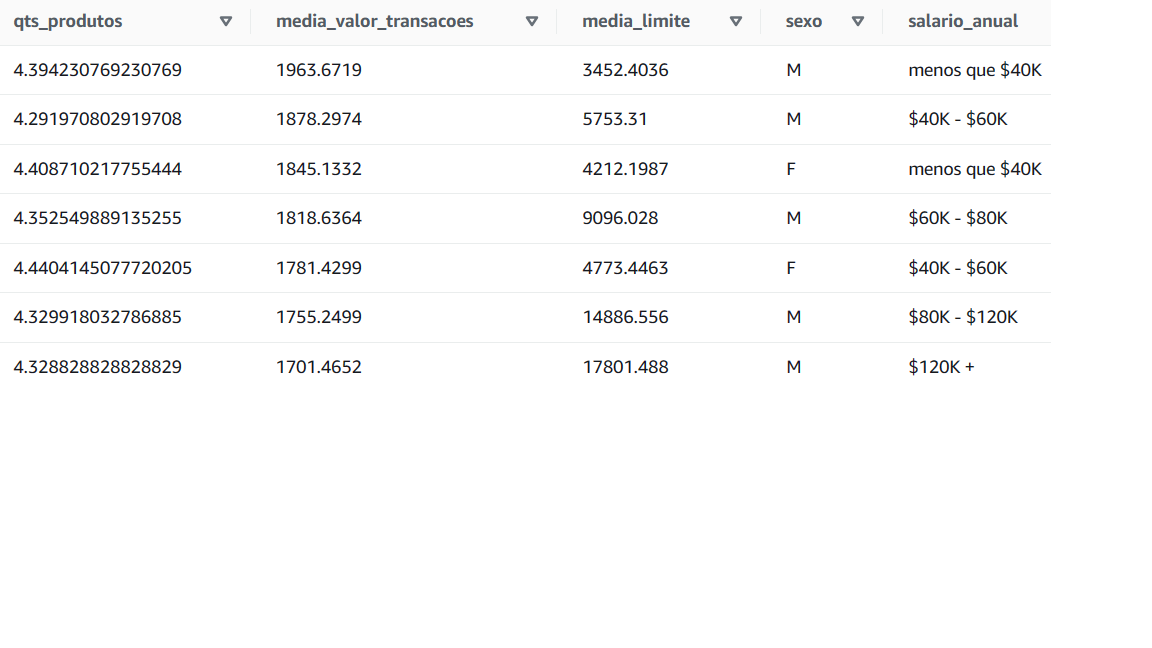 qts_produtos media_valor_transacoes media_limite sexo salario_anual
4.394230769230769 1963.6719 3452.4036 M menos que $40K
4.291970802919708 1878.2974 5753.31 M $40K - $60K
4.408710217755444 1845.1332 4212.1987 F menos que $40K
4.352549889135255 1818.6364 9096.028 M $60K - $80K
4.4404145077720205 1781.4299 4773.4463 F $40K - $60K
4.329918032786885 1755.2499 14886.556 M $80K - $120K
4.328828828828829 1701.4652 17801.488 M $120K +